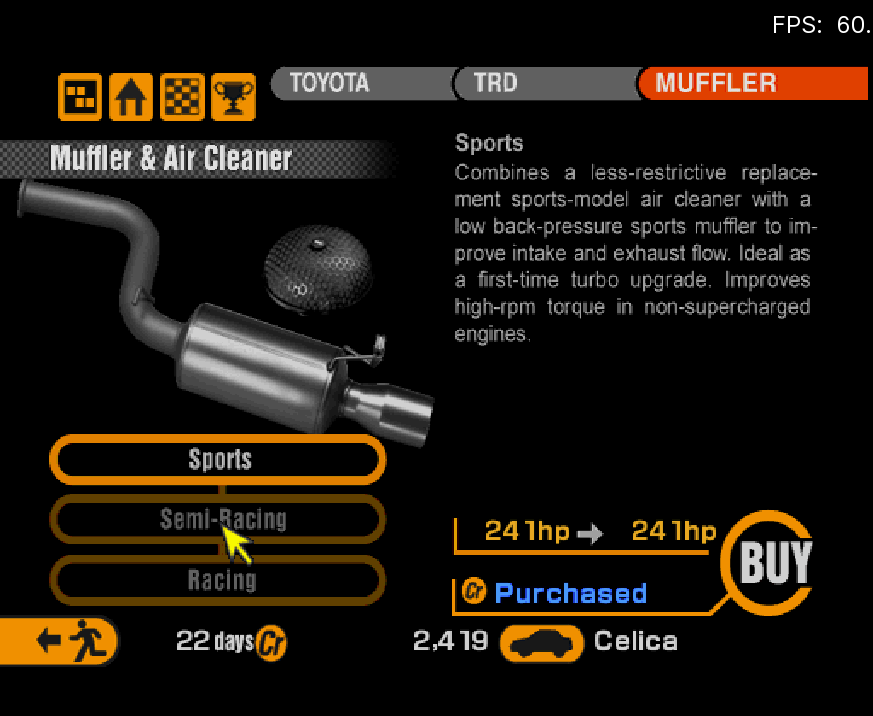 FPS: 60.
TOYOTA
TRD
MUFFLER
Muffler & Air Cleaner
Sports
Combines a less-restrictive replace-
ment sports-model air cleaner with a
low back-pressure sports muffler to im-
prove intake and exhaust flow. Ideal as
a first-time turbo upgrade. Improves
high-rpm torque in non-supercharged
engines.
Sports
Semi-Racing
Racing
241hp 241hp
BUY
Cr Purchased
22 days Cr 2,419 Celica